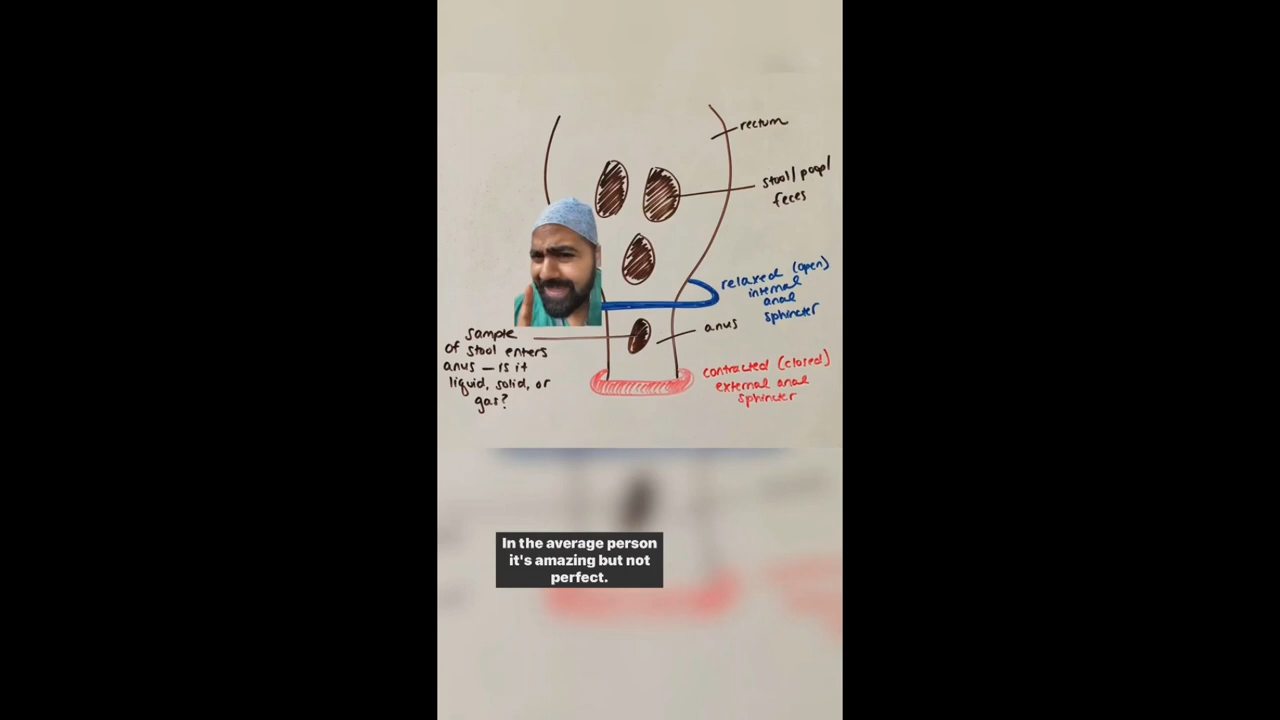 rectum
stool/poop/
feces
relaxed (open)
internal
anal
sphincter
anus
sample
of stool enters
anus — is it
liquid, solid, or
gas?
contracted (closed)
external anal
sphincter
In the average person
it's amazing but not
perfect.